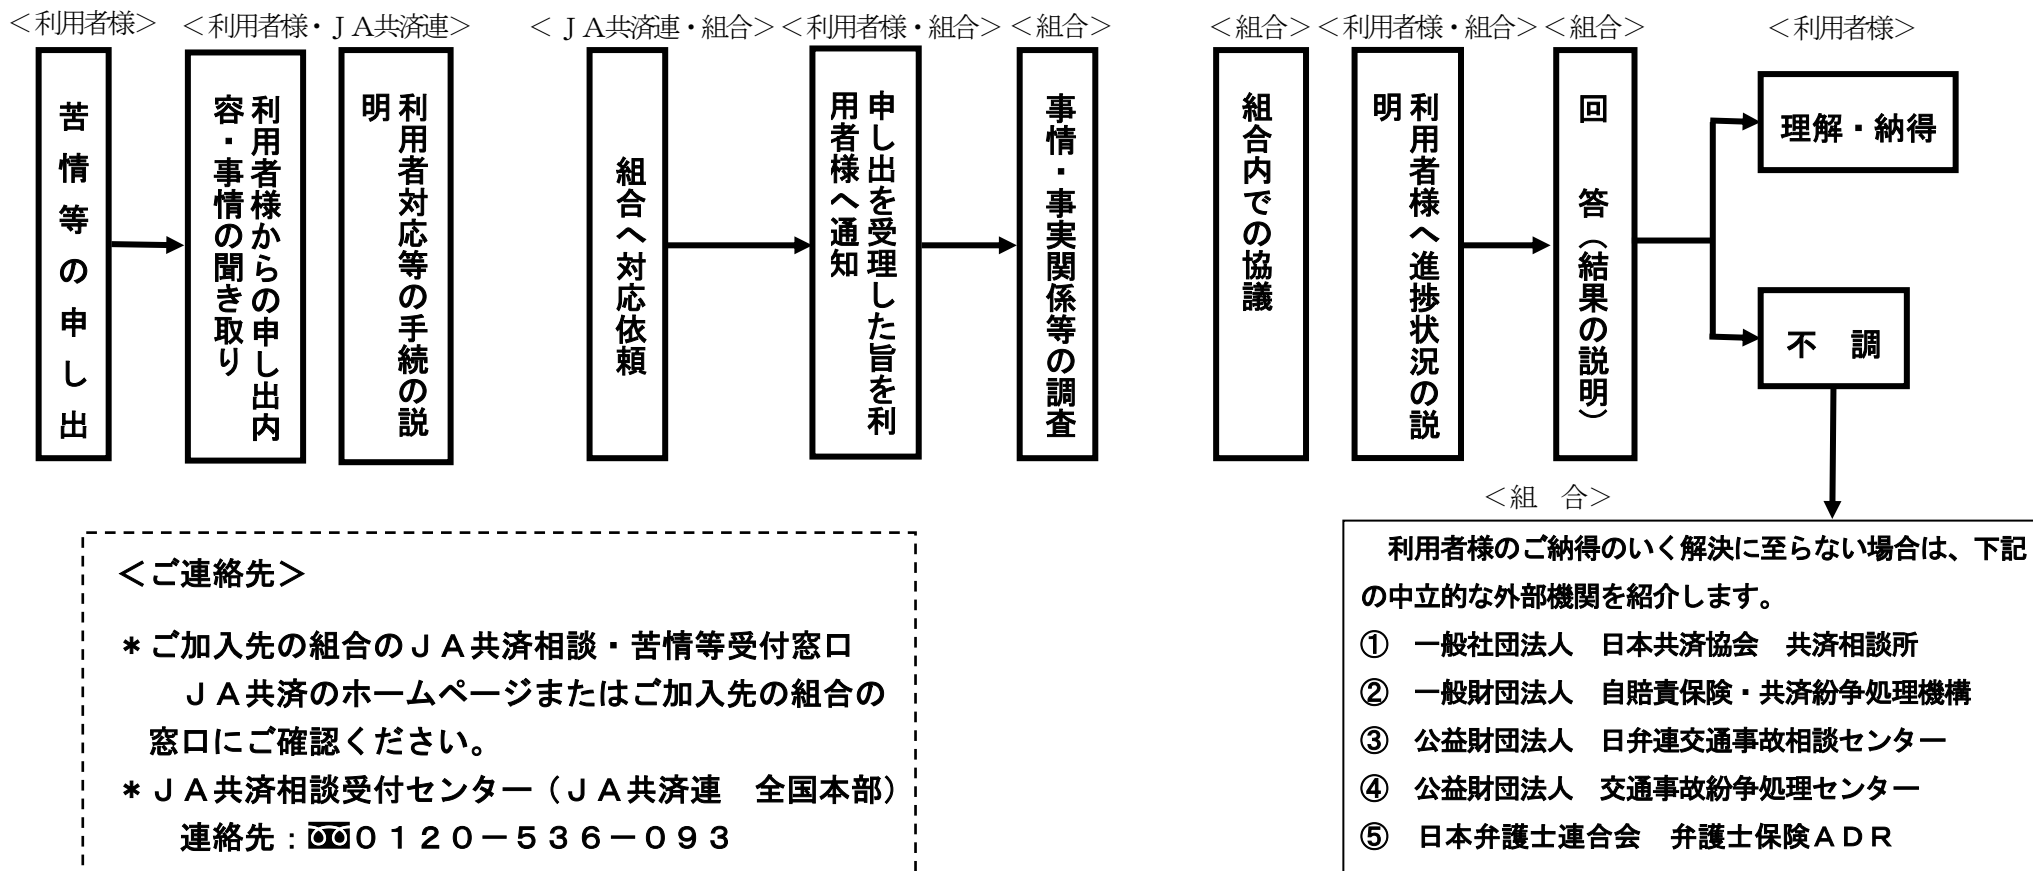 ＜利用者様＞
苦情等の申し出
＜利用者様・ＪＡ共済連＞
利用者様からの申し出内
容・事情の聞き取り
利用者対応等の手続の説
明
＜ＪＡ共済連・組合＞
組合へ対応依頼
＜利用者様・組合＞
申し出を受理した旨を利
用者様へ通知
＜組合＞
事情・事実関係等の調査
＜組合＞
組合内での協議
＜利用者様・組合＞
利用者様へ進捗状況の説
明
＜組合＞
回　答（結果の説明）
＜利用者様＞
理解・納得
不　調
＜組　合＞
利用者様のご納得のいく解決に至らない場合は、下記
の中立的な外部機関を紹介します。
①　一般社団法人　日本共済協会　共済相談所
②　一般財団法人　自賠責保険・共済紛争処理機構
③　公益財団法人　日弁連交通事故相談センター
④　公益財団法人　交通事故紛争処理センター
⑤　日本弁護士連合会　弁護士保険ＡＤＲ
＜ご連絡先＞
＊ご加入先の組合のＪＡ共済相談・苦情等受付窓口
ＪＡ共済のホームページまたはご加入先の組合の
窓口にご確認ください。
＊ＪＡ共済相談受付センター（ＪＡ共済連　全国本部）
連絡先：０１２０－５３６－０９３